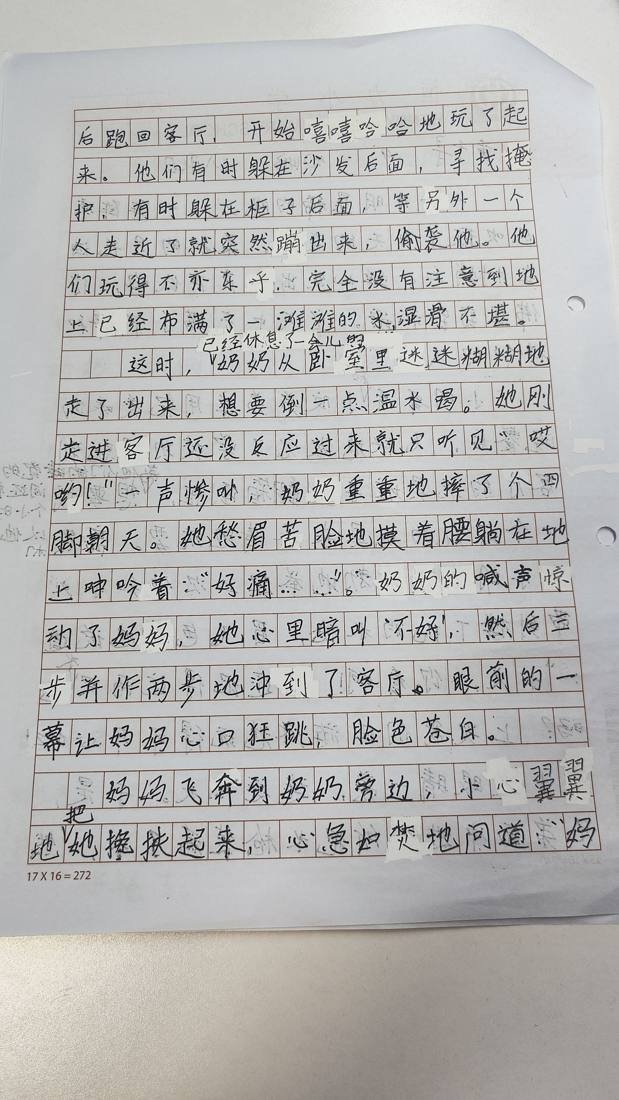 后跑回客厅，开始嘻嘻哈哈地玩了起
来。他们有时躲在沙发后面，寻找掩
护，有时躲在柜子后面，等另外一个
人走近了就突然蹦出来，偷袭他。他
们玩得不亦乐乎，完全没有注意到地
上已经布满了一滩滩的水，湿滑不堪。
已经休息了一会儿的
这时，奶奶从卧室里迷迷糊糊地
走了出来，想要倒一点温水喝。她刚
走进客厅还没反应过来就只听见“哎
哟！”一声惨叫，奶奶重重地摔了个四
脚朝天。她愁眉苦脸地摸着腰躺在地
上呻吟着：“好痛……”。奶奶的喊声惊
动了妈妈，她心里暗叫‘不好’，然后三
步并作两步地冲到了客厅。眼前的一
幕让妈妈心口狂跳，脸色苍白。
妈妈飞奔到奶奶旁边，小心翼翼
把
地她搀扶起来，心急如焚地问道：“妈
17 X 16 = 272